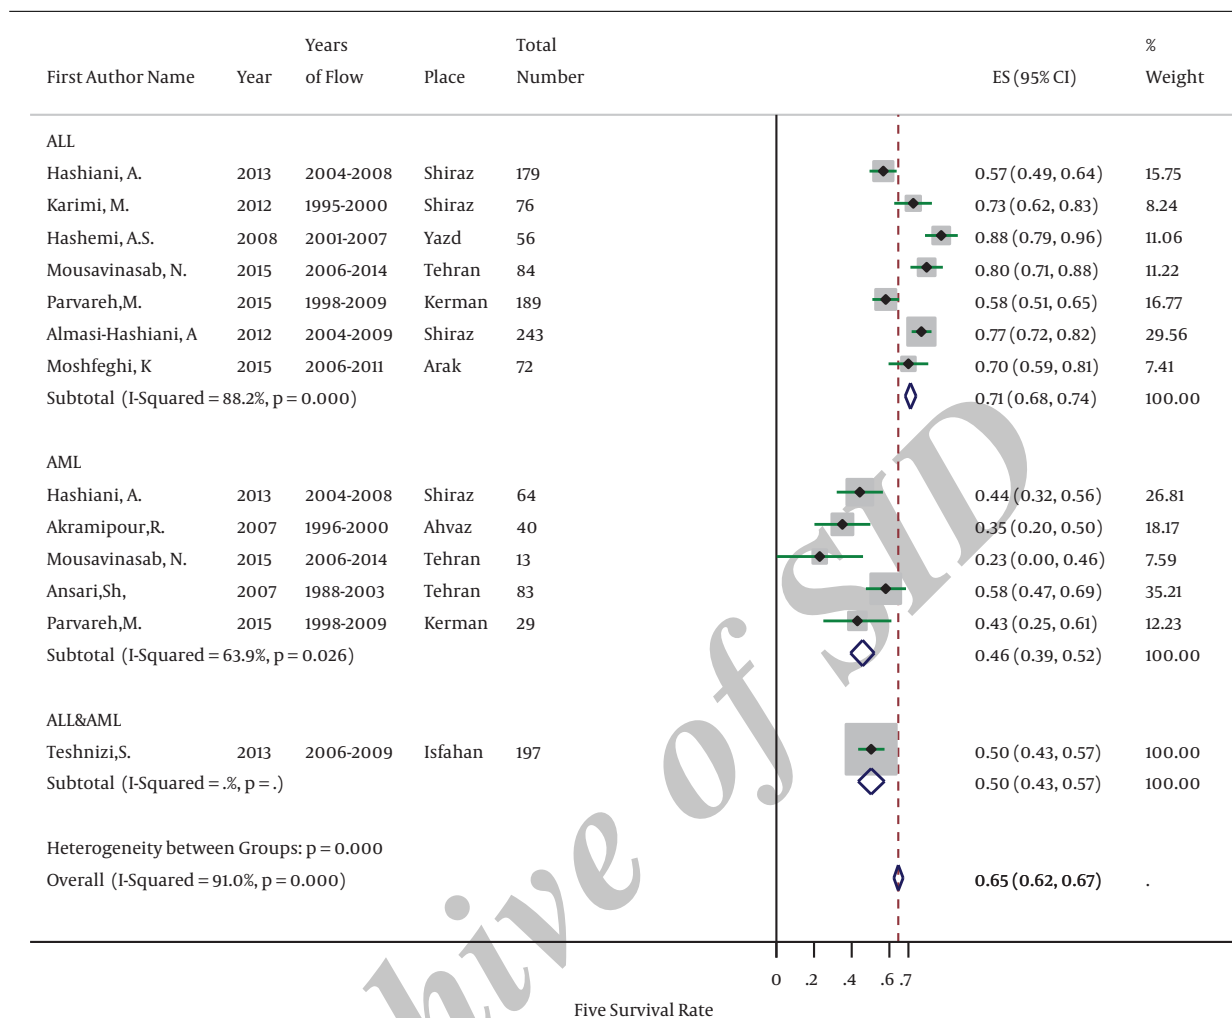 Years Total %
First Author Name Year of Flow Place Number ES (95% CI) Weight
ALL
Hashiani, A. 2013 2004-2008 Shiraz 179 0.57 (0.49, 0.64) 15.75
Karimi, M. 2012 1995-2000 Shiraz 76 0.73 (0.62, 0.83) 8.24
Hashemi, A.S. 2008 2001-2007 Yazd 56 0.88 (0.79, 0.96) 11.06
Mousavinasab, N. 2015 2006-2014 Tehran 84 0.80 (0.71, 0.88) 11.22
Parvareh,M. 2015 1998-2009 Kerman 189 0.58 (0.51, 0.65) 16.77
Almasi-Hashiani, A 2012 2004-2009 Shiraz 243 0.77 (0.72, 0.82) 29.56
Moshfeghi, K 2015 2006-2011 Arak 72 0.70 (0.59, 0.81) 7.41
Subtotal (I-Squared = 88.2%, p = 0.000) 0.71 (0.68, 0.74) 100.00
AML
Hashiani, A. 2013 2004-2008 Shiraz 64 0.44 (0.32, 0.56) 26.81
Akramipour,R. 2007 1996-2000 Ahvaz 40 0.35 (0.20, 0.50) 18.17
Mousavinasab, N. 2015 2006-2014 Tehran 13 0.23 (0.00, 0.46) 7.59
Ansari,Sh, 2007 1988-2003 Tehran 83 0.58 (0.47, 0.69) 35.21
Parvareh,M. 2015 1998-2009 Kerman 29 0.43 (0.25, 0.61) 12.23
Subtotal (I-Squared = 63.9%, p = 0.026) 0.46 (0.39, 0.52) 100.00
ALL&AML
Teshnizi,S. 2013 2006-2009 Isfahan 197 0.50 (0.43, 0.57) 100.00
Subtotal (I-Squared = .%, p = .) 0.50 (0.43, 0.57) 100.00
Heterogeneity between Groups: p = 0.000
Overall (I-Squared = 91.0%, p = 0.000) 0.65 (0.62, 0.67) .
0 .2 .4 .6 .7
Five Survival Rate
hive of SID